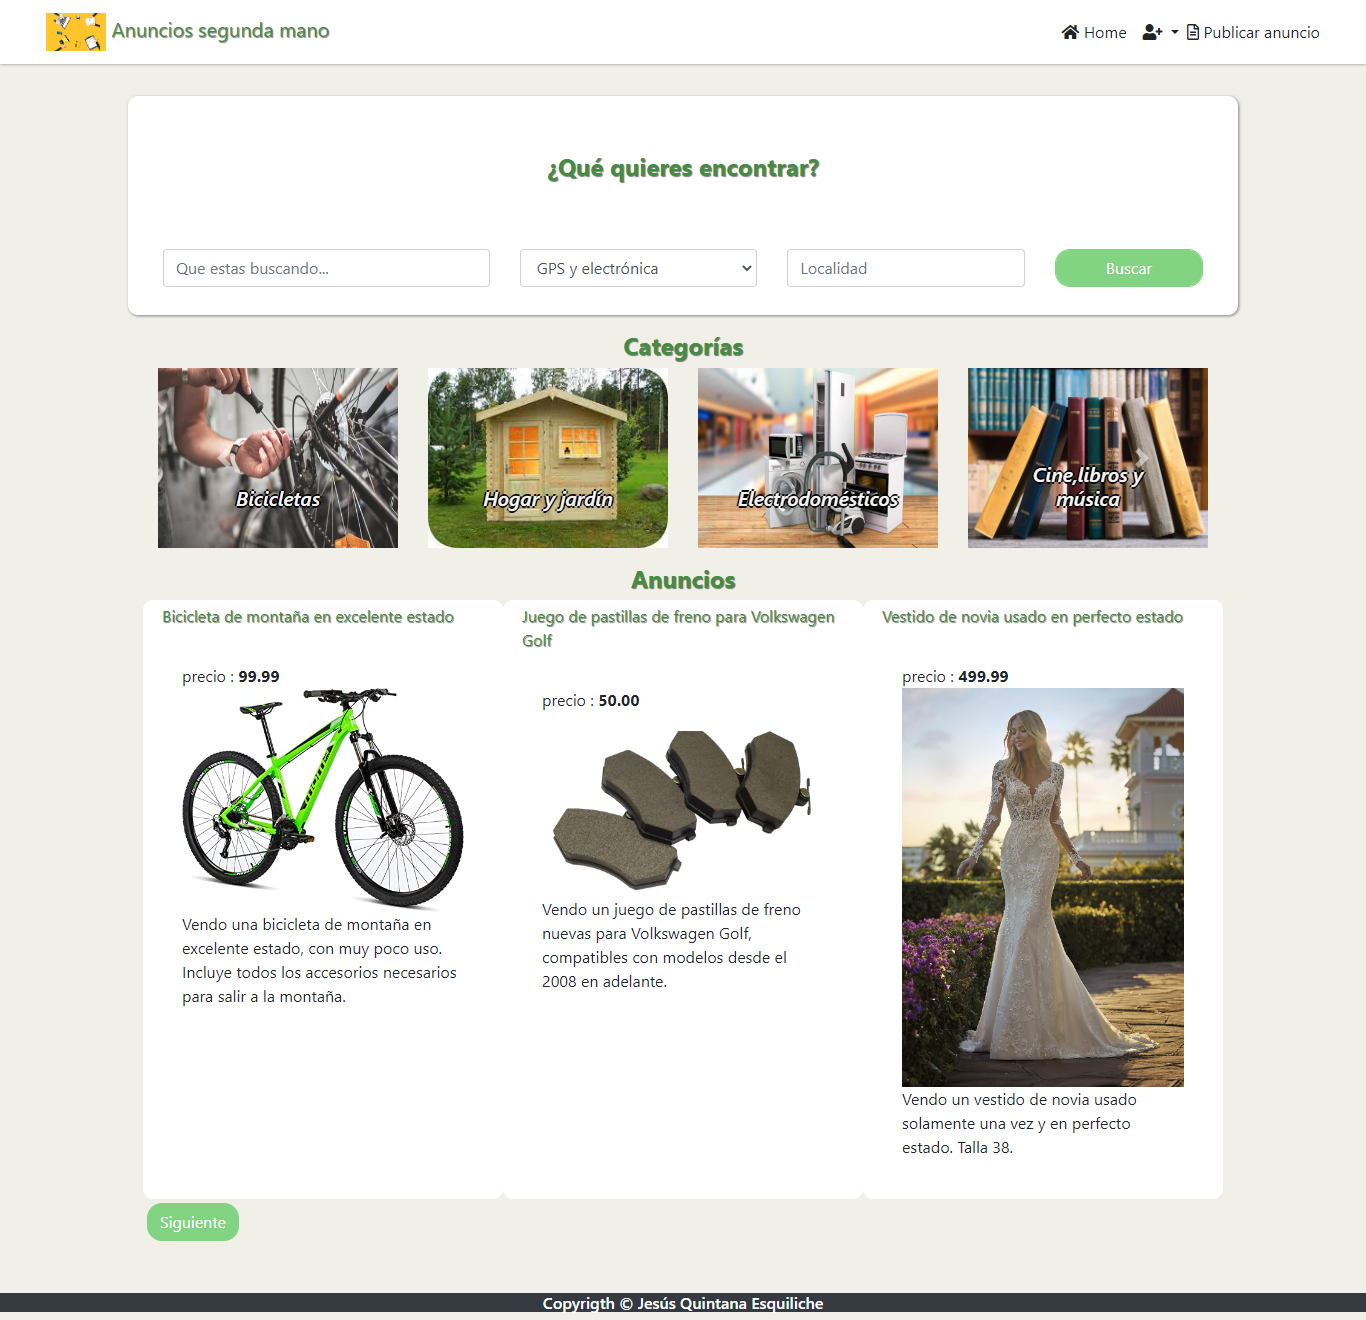 Anuncios segunda mano
Home
Publicar anuncio
¿Qué quieres encontrar?
Que estas buscando...
GPS y electrónica
Localidad
Buscar
Categorías
Bicicletas
Hogar y jardín
Electrodomésticos
Cine,libros y
música
Anuncios
Bicicleta de montaña en excelente estado
precio : 99.99
Vendo una bicicleta de montaña en
excelente estado, con muy poco uso.
Incluye todos los accesorios necesarios
para salir a la montaña.
Juego de pastillas de freno para Volkswagen
Golf
precio : 50.00
Vendo un juego de pastillas de freno
nuevas para Volkswagen Golf,
compatibles con modelos desde el
2008 en adelante.
Vestido de novia usado en perfecto estado
precio : 499.99
Vendo un vestido de novia usado
solamente una vez y en perfecto
estado. Talla 38.
Siguiente
Copyrigth © Jesús Quintana Esquiliche